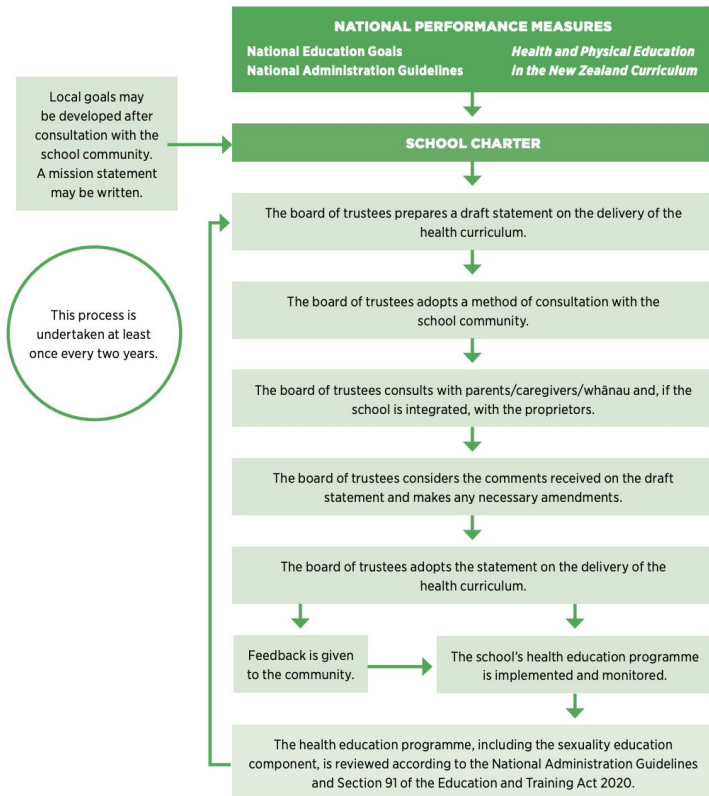 NATIONAL PERFORMANCE MEASURES
National Education Goals
National Administration Guidelines
Health and Physical Education
in the New Zealand Curriculum
Local goals may
be developed after
consultation with the
school community.
A mission statement
may be written.
SCHOOL CHARTER
The board of trustees prepares a draft statement on the delivery of the
health curriculum.
This process is
undertaken at least
once every two years.
The board of trustees adopts a method of consultation with the
school community.
The board of trustees consults with parents/caregivers/whānau and, if the
school is integrated, with the proprietors.
The board of trustees considers the comments received on the draft
statement and makes any necessary amendments.
The board of trustees adopts the statement on the delivery of the
health curriculum.
Feedback is given
to the community.
The school's health education programme
is implemented and monitored.
The health education programme, including the sexuality education
component, is reviewed according to the National Administration Guidelines
and Section 91 of the Education and Training Act 2020.